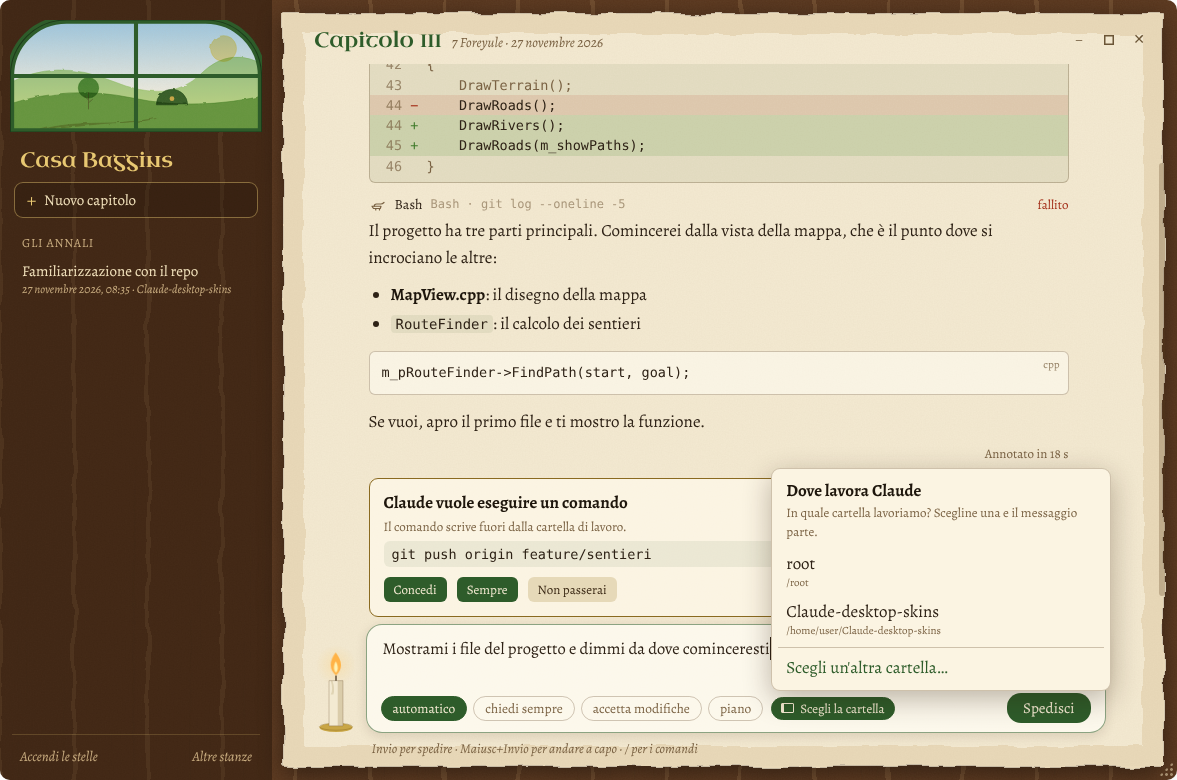 Casa Baggins
+ Nuovo capitolo
GLI ANNALI
Familiarizzazione con il repo
27 novembre 2026, 08:35 · Claude-desktop-skins
Accendi le stelle
Altre stanze
Capitolo III 7 Foreyule · 27 novembre 2026
42 {
43 DrawTerrain();
44 − DrawRoads();
44 + DrawRivers();
45 + DrawRoads(m_showPaths);
46 }
Bash Bash · git log --oneline -5 fallito
Il progetto ha tre parti principali. Comincerei dalla vista della mappa, che è il punto dove si
incrociano le altre:
• MapView.cpp: il disegno della mappa
• RouteFinder: il calcolo dei sentieri
cpp
m_pRouteFinder->FindPath(start, goal);
Se vuoi, apro il primo file e ti mostro la funzione.
Annotato in 18 s
Claude vuole eseguire un comando
Il comando scrive fuori dalla cartella di lavoro.
git push origin feature/sentieri
Concedi Sempre Non passerai
Dove lavora Claude
In quale cartella lavoriamo? Scegline una e il messaggio
parte.
root
/root
Claude-desktop-skins
/home/user/Claude-desktop-skins
Scegli un'altra cartella...
Mostrami i file del progetto e dimmi da dove cominceresti
automatico chiedi sempre accetta modifiche piano Scegli la cartella Spedisci
Invio per spedire · Maiusc+Invio per andare a capo · / per i comandi